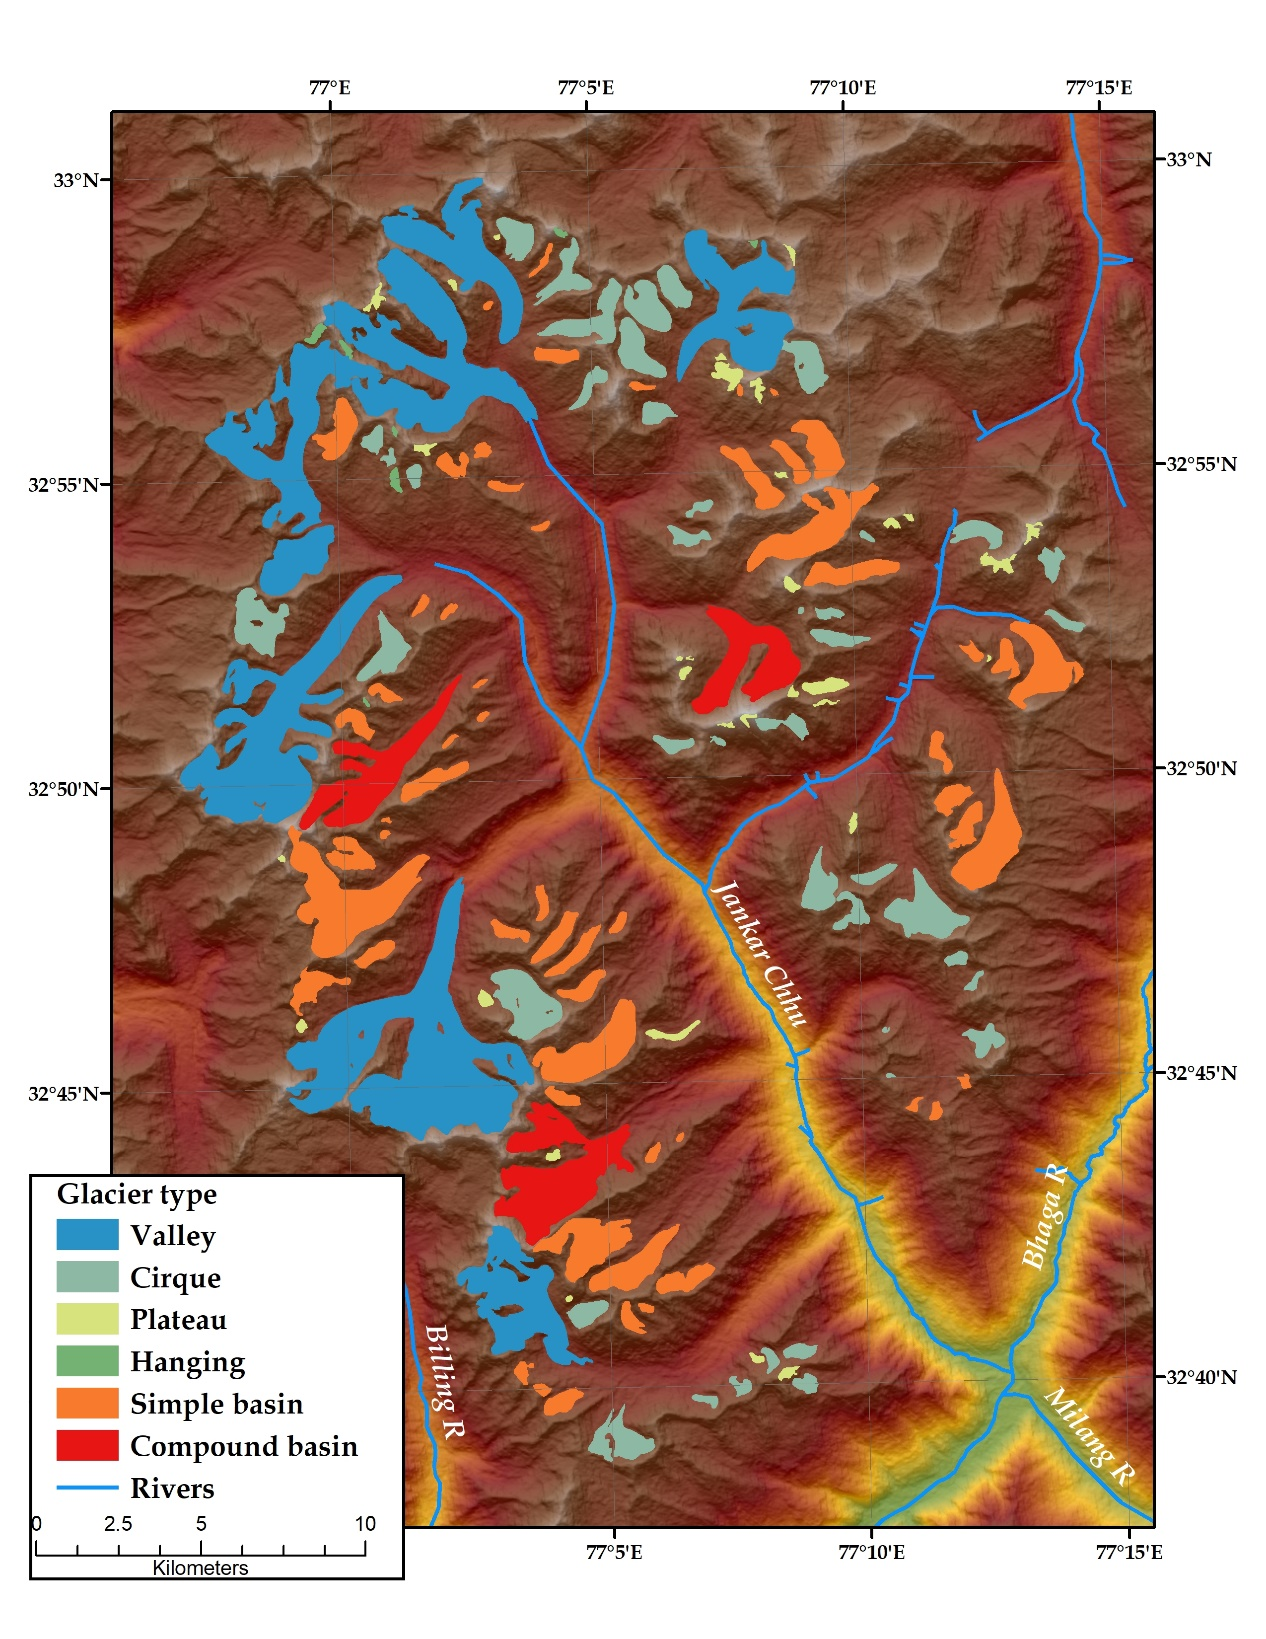 77°E 77°5'E 77°10'E 77°15'E
33°N
33°N
32°55'N
32°55'N
32°50'N
32°50'N
Jankar Chhu
32°45'N
32°45'N
Bhaga R
Glacier type
Valley
Cirque
Plateau
Hanging
Simple basin
Compound basin
Rivers
0 2.5 5 10
Kilometers
Billing R
32°40'N
Milang R
77°5'E 77°10'E 77°15'E